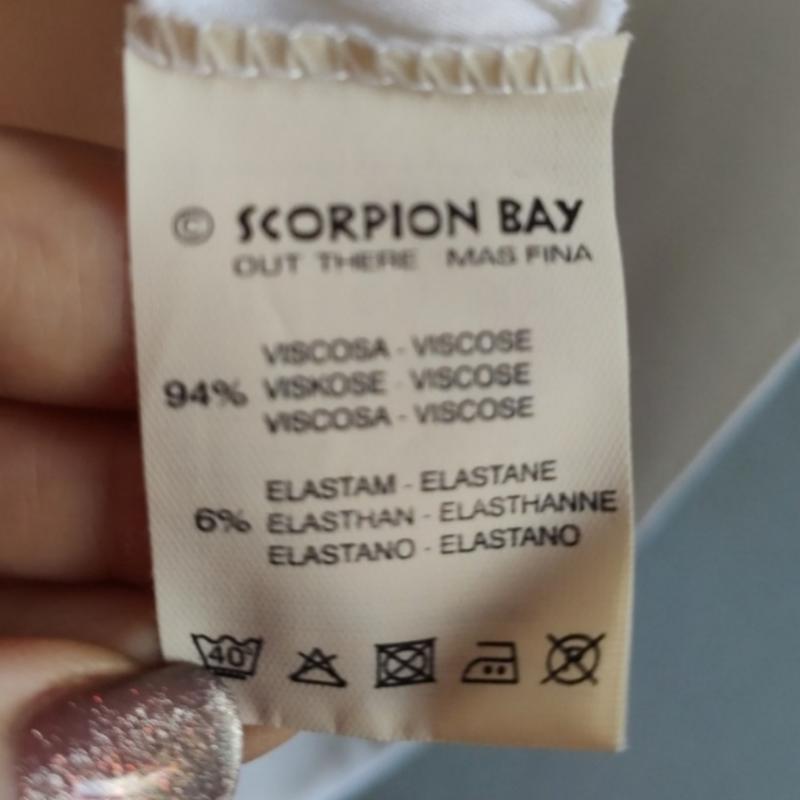 © SCORPION BAY
OUT THERE MAS FINA
VISCOSA - VISCOSE
94% VISKOSE - VISCOSE
VISCOSA - VISCOSE
ELASTAM - ELASTANE
6% ELASTHAN - ELASTHANNE
ELASTANO - ELASTANO
40° P